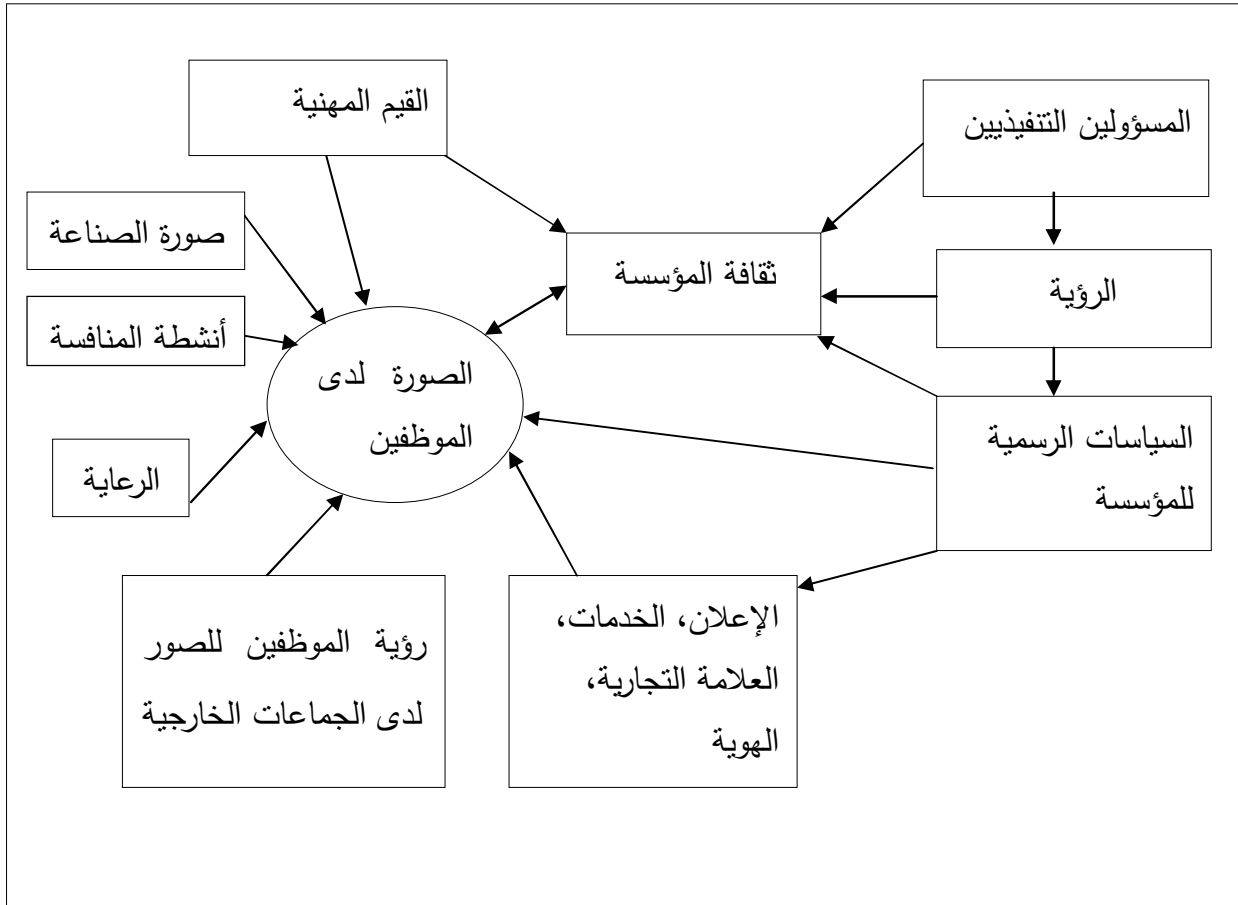 القيم المهنية
المسؤولين التنفيذيين
صورة الصناعة
ثقافة المؤسسة
الرؤية
أنشطة المنافسة
الصورة لدى
الموظفين
السياسات الرسمية
للمؤسسة
الرعاية
رؤية الموظفين للصور
لدى الجماعات الخارجية
الإعلان، الخدمات،
العلامة التجارية،
الهوية